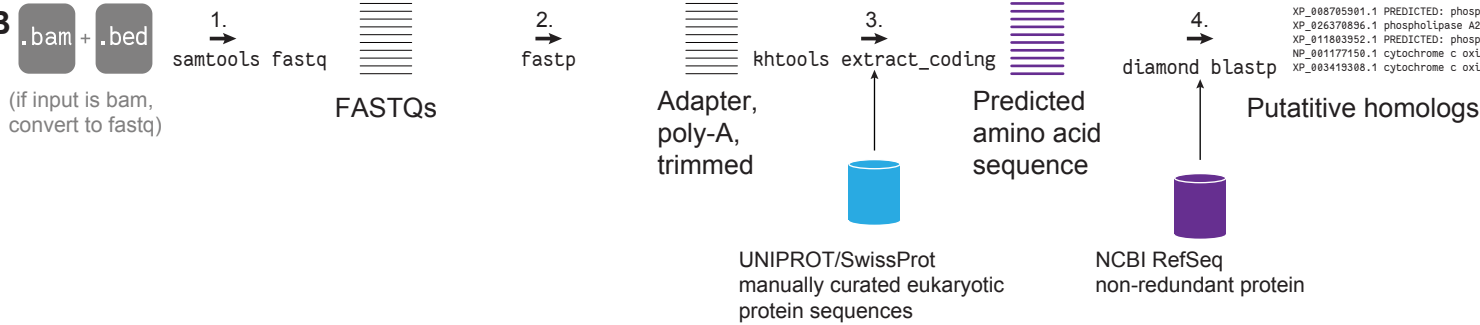 B
.bam + .bed
(if input is bam,
convert to fastq)
1.
samtools fastq
FASTQs
2.
fastp
Adapter,
poly-A,
trimmed
3.
khtools extract_coding
UNIPROT/SwissProt
manually curated eukaryotic
protein sequences
Predicted
amino acid
sequence
4.
diamond blastp
NCBI RefSeq
non-redundant protein
XP_008705901.1 PREDICTED: phosp
XP_026370896.1 phospholipase A2
XP_011803952.1 PREDICTED: phosp
NP_001177150.1 cytochrome c oxi
XP_003419308.1 cytochrome c oxi
Putatitive homologs